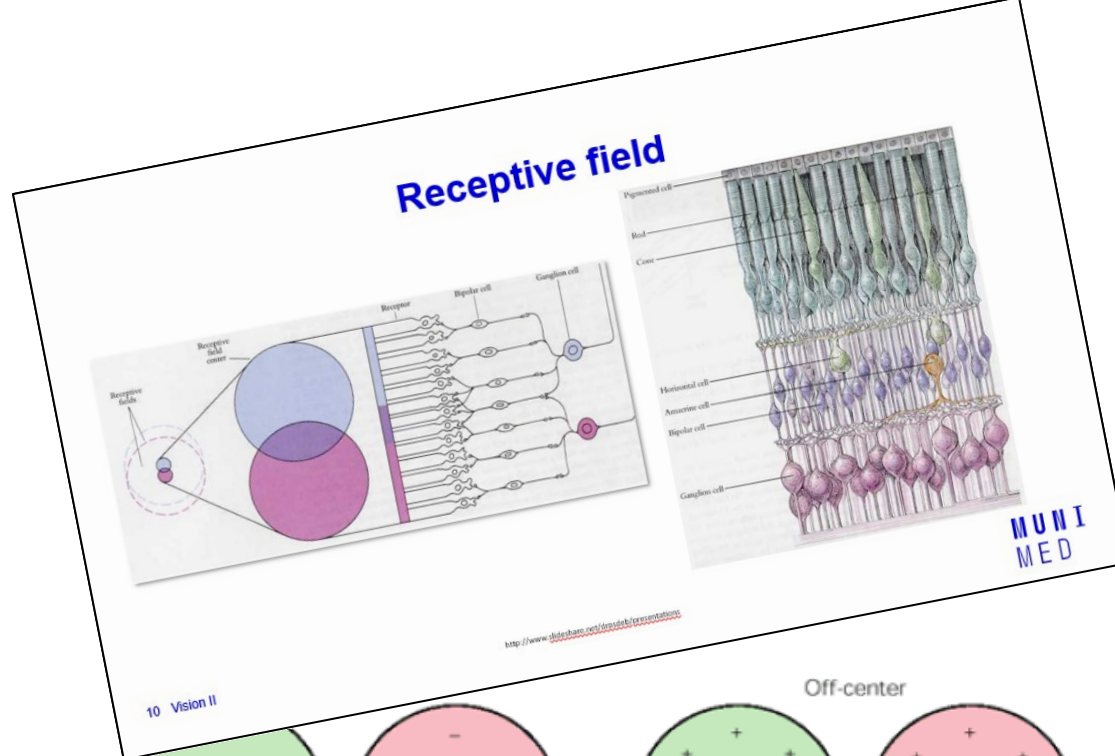 Receptive field
Pigmented cell
Rod
Cone
Horizontal cell
Amacrine cell
Bipolar cell
Ganglion cell
Receptive
fields
Receptive
field
center
Receptor
Bipolar cell
Ganglion cell
MUNI
MED
http://www.slideshare.net/drpsdeb/presentations
10 Vision II
Off-center
−
+
+
+
+
+
+